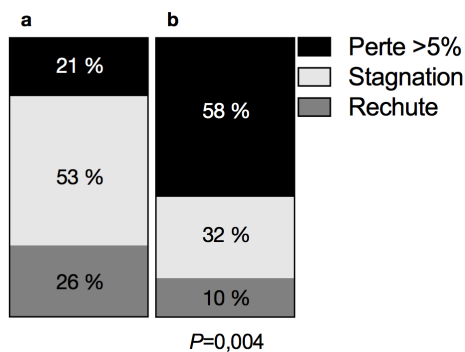 a
b
Perte >5%
Stagnation
Rechute
21 %
53 %
26 %
58 %
32 %
10 %
P=0,004